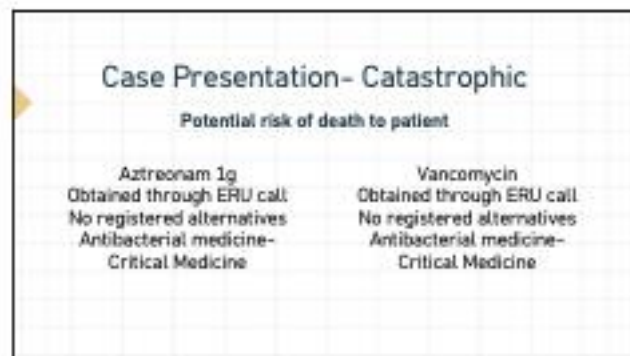 Case Presentation- Catastrophic
Potential risk of death to patient
Aztreonam 1g
Obtained through ERU call
No registered alternatives
Antibacterial medicine-
Critical Medicine
Vancomycin
Obtained through ERU call
No registered alternatives
Antibacterial medicine-
Critical Medicine